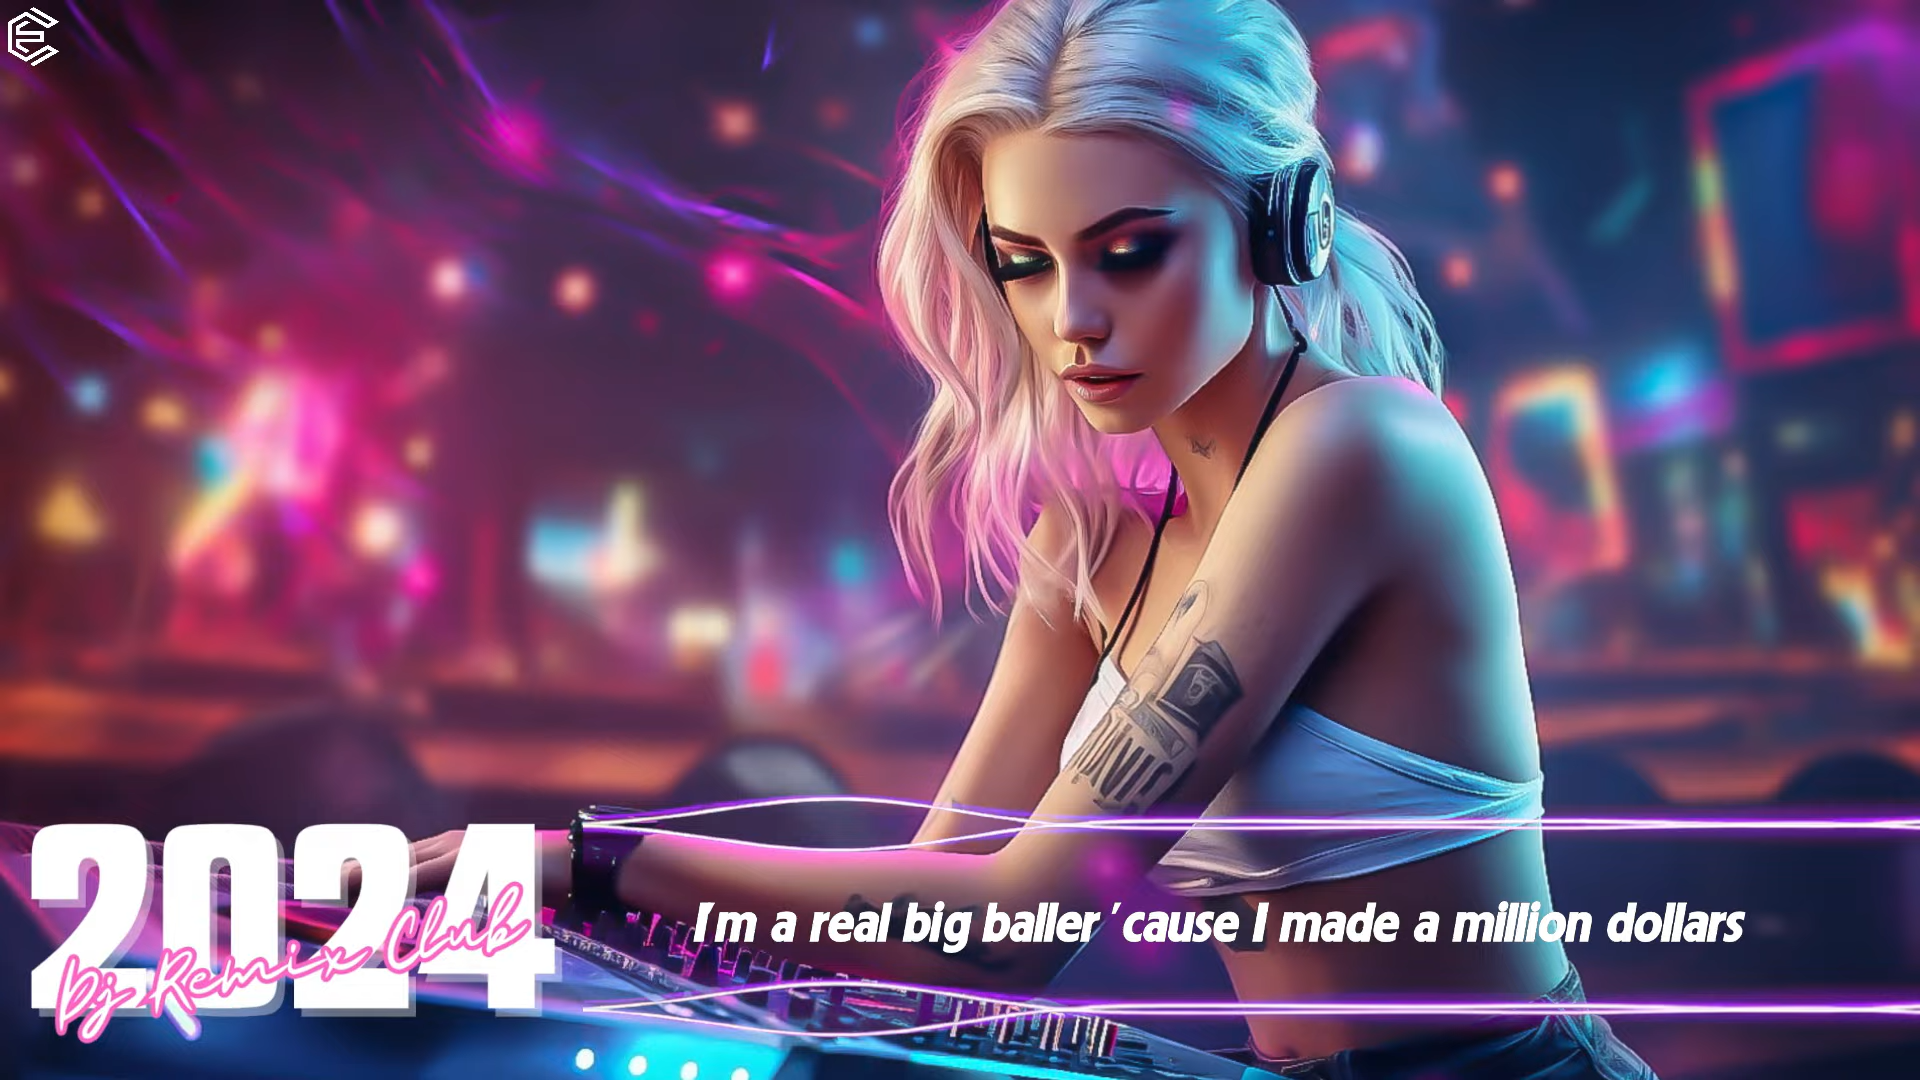 2024
Dj Remix Club
I'm a real big baller 'cause I made a million dollars